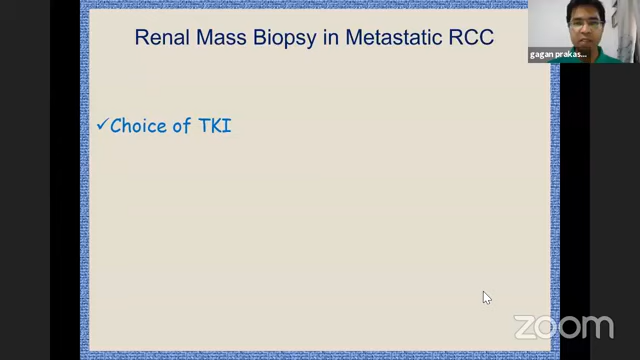 Renal Mass Biopsy in Metastatic RCC
gagan prakas...
✓Choice of TKI
zoom